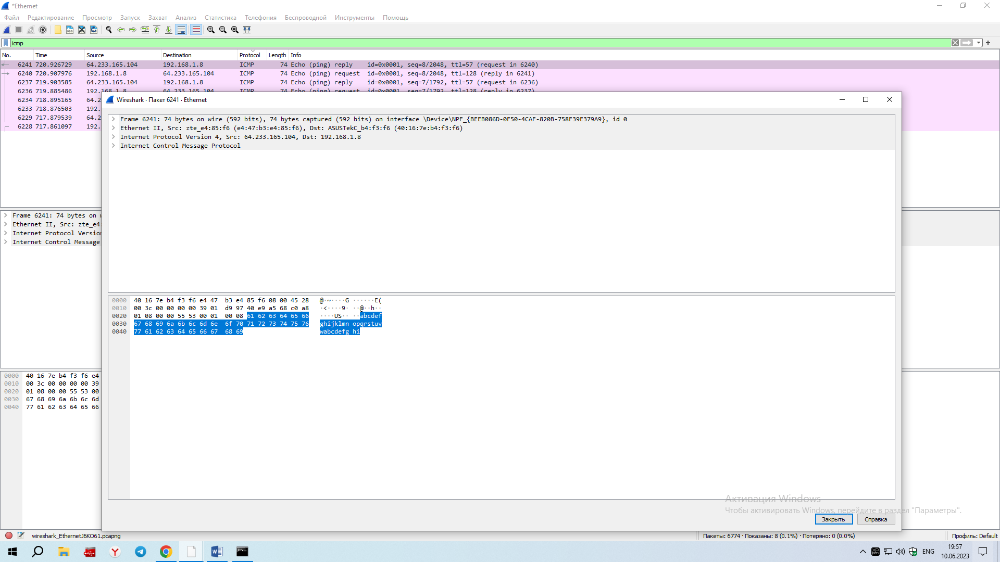 *Ethernet
Файл Редактирование Просмотр Запуск Захват Анализ Статистика Телефония Беспроводной Инструменты Помощь
icmp
No. Time Source Destination Protocol Length Info
6241 720.926729 64.233.165.104 192.168.1.8 ICMP 74 Echo (ping) reply id=0x0001, seq=8/2048, ttl=57 (request in 6240)
6240 720.907976 192.168.1.8 64.233.165.104 ICMP 74 Echo (ping) request id=0x0001, seq=8/2048, ttl=128 (reply in 6241)
6237 719.903585 64.233.165.104 192.168.1.8 ICMP 74 Echo (ping) reply id=0x0001, seq=7/1792, ttl=57 (request in 6236)
6236 719.885486 192.168.1.8 64.233.165.104 ICMP 74 Echo (ping) request id=0x0001, seq=7/1792, ttl=128 (reply in 6237)
6234 718.895165 64.2
6233 718.876503 192.
6229 717.879539 64.2
6228 717.861097 192.
Wireshark · Пакет 6241 · Ethernet
Frame 6241: 74 bytes on wire (592 bits), 74 bytes captured (592 bits) on interface \Device\NPF_{BEEB086D-0F50-4CAF-820B-758F39E379A9}, id 0
Ethernet II, Src: zte_e4:85:f6 (e4:47:b3:e4:85:f6), Dst: ASUSTekC_b4:f3:f6 (40:16:7e:b4:f3:f6)
Internet Protocol Version 4, Src: 64.233.165.104, Dst: 192.168.1.8
Internet Control Message Protocol
0000 40 16 7e b4 f3 f6 e4 47 b3 e4 85 f6 08 00 45 28 @·~····G ······E(
0010 00 3c 00 00 00 00 39 01 d9 97 40 e9 a5 68 c0 a8 ·<····9· ··@··h··
0020 01 08 00 00 55 53 00 01 00 08 61 62 63 64 65 66 ····US·· ··abcdef
0030 67 68 69 6a 6b 6c 6d 6e 6f 70 71 72 73 74 75 76 ghijklmn opqrstuv
0040 77 61 62 63 64 65 66 67 68 69 wabcdefg hi
Frame 6241: 74 bytes on
Ethernet II, Src: zte_e4
Internet Protocol Versio
Internet Control Message
0000 40 16 7e b4 f3 f6 e4
0010 00 3c 00 00 00 00 39
0020 01 08 00 00 55 53 00
0030 67 68 69 6a 6b 6c 6d
0040 77 61 62 63 64 65 66
Активация Windows
Чтобы активировать Windows, перейдите в раздел "Параметры".
Закрыть Справка
wireshark_EthernetJ6KO61.pcapng
Пакеты: 6774 · Показаны: 8 (0.1%) · Потеряно: 0 (0.0%)
Профиль: Default
ENG
19:57
10.06.2023